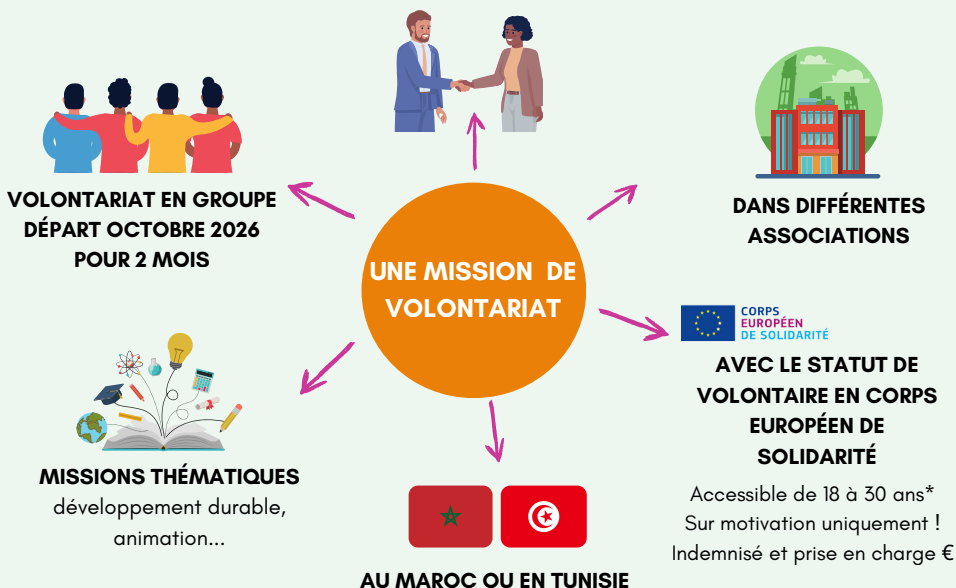 VOLONTARIAT EN GROUPE
DÉPART OCTOBRE 2026
POUR 2 MOIS
DANS DIFFÉRENTES
ASSOCIATIONS
UNE MISSION DE
VOLONTARIAT
CORPS
EUROPÉEN
DE SOLIDARITÉ
AVEC LE STATUT DE
VOLONTAIRE EN CORPS
EUROPÉEN DE
SOLIDARITÉ
Accessible de 18 à 30 ans*
Sur motivation uniquement !
Indemnisé et prise en charge €
MISSIONS THÉMATIQUES
développement durable,
animation...
AU MAROC OU EN TUNISIE